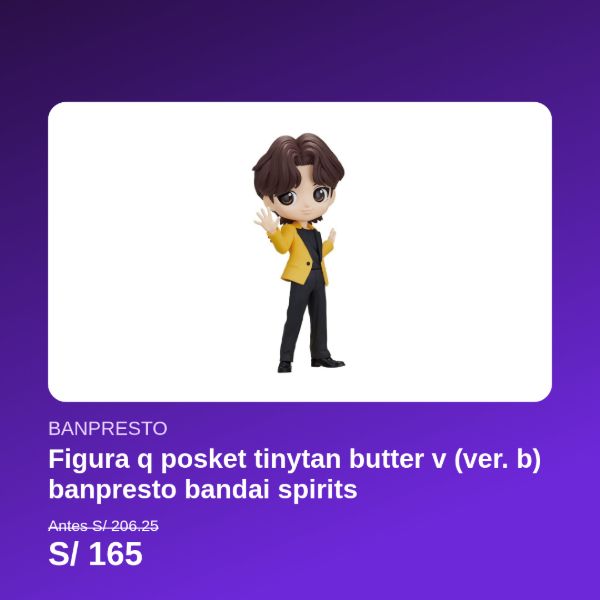 BANPRESTO
Figura q posket tinytan butter v (ver. b)
banpresto bandai spirits
Antes S/ 206.25
S/ 165